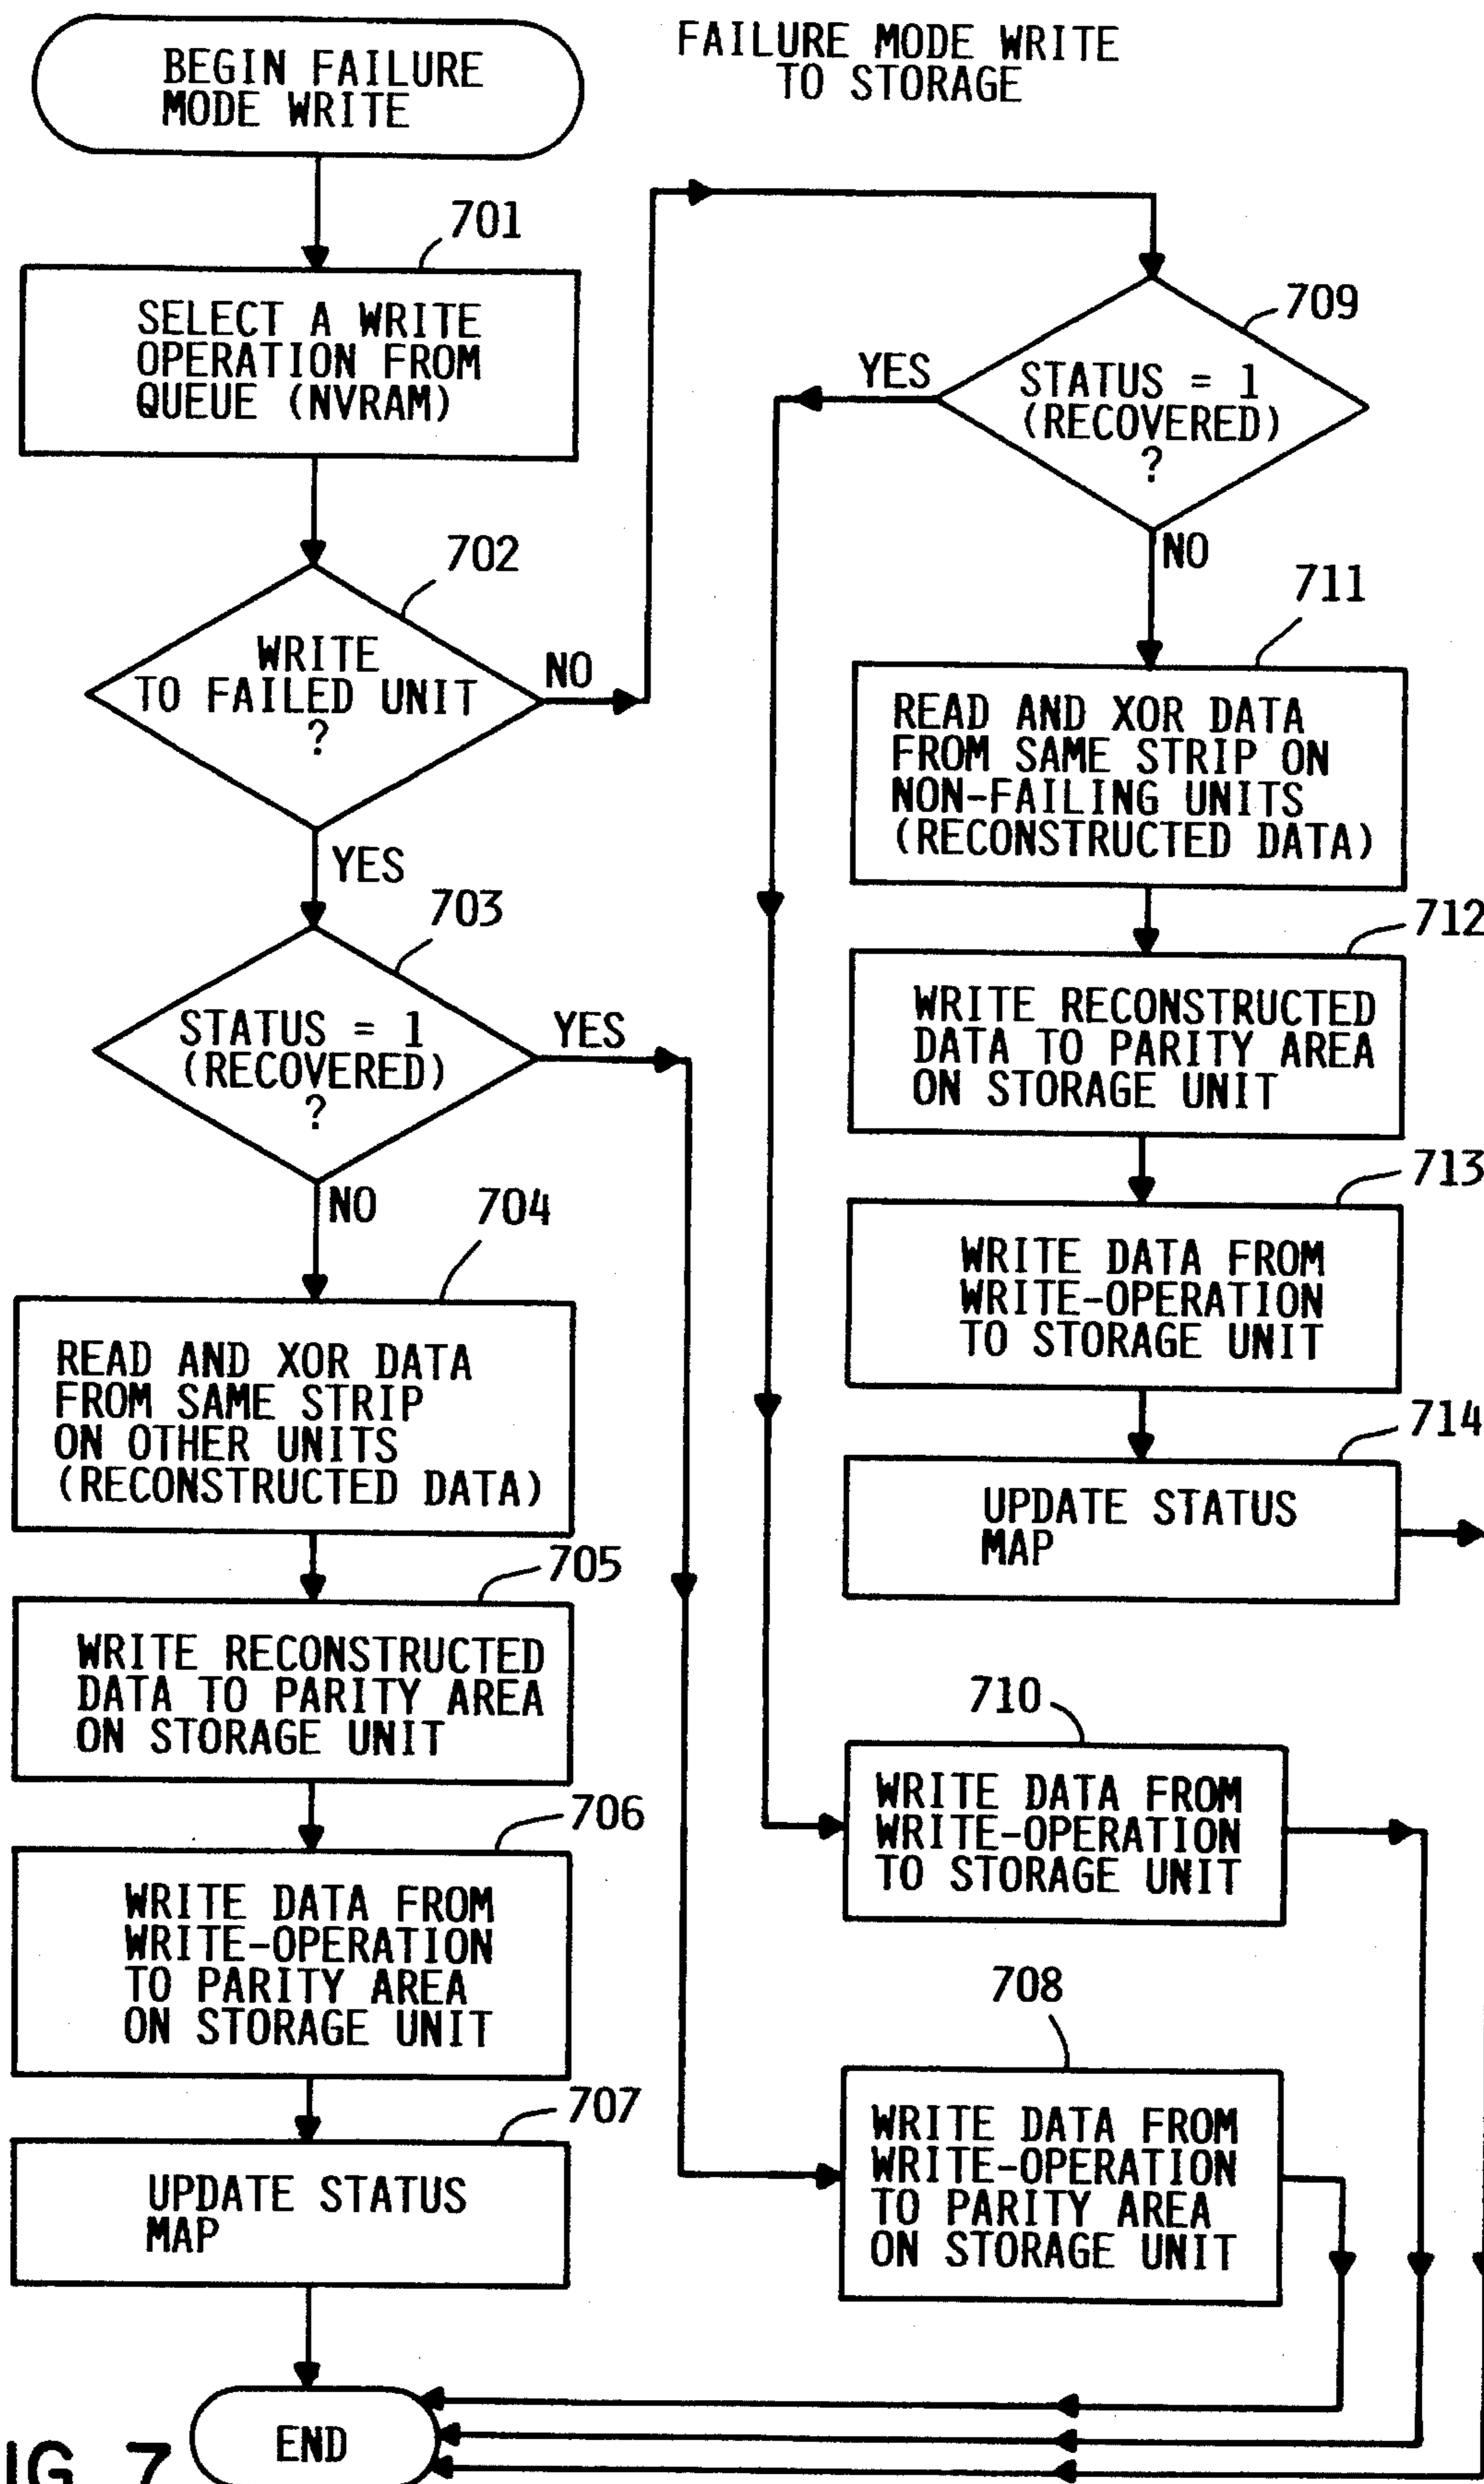 BEGIN FAILURE
MODE WRITE
FAILURE MODE WRITE
TO STORAGE
701
SELECT A WRITE
OPERATION FROM
QUEUE (NVRAM)
702
WRITE
TO FAILED UNIT
?
NO
YES
703
STATUS = 1
(RECOVERED)
?
YES
NO
704
READ AND XOR DATA
FROM SAME STRIP
ON OTHER UNITS
(RECONSTRUCTED DATA)
705
WRITE RECONSTRUCTED
DATA TO PARITY AREA
ON STORAGE UNIT
706
WRITE DATA FROM
WRITE-OPERATION
TO PARITY AREA
ON STORAGE UNIT
707
UPDATE STATUS
MAP
END
709
STATUS = 1
(RECOVERED)
?
YES
NO
711
READ AND XOR DATA
FROM SAME STRIP ON
NON-FAILING UNITS
(RECONSTRUCTED DATA)
712
WRITE RECONSTRUCTED
DATA TO PARITY AREA
ON STORAGE UNIT
713
WRITE DATA FROM
WRITE-OPERATION
TO STORAGE UNIT
714
UPDATE STATUS
MAP
710
WRITE DATA FROM
WRITE-OPERATION
TO STORAGE UNIT
708
WRITE DATA FROM
WRITE-OPERATION
TO PARITY AREA
ON STORAGE UNIT
IG. 7